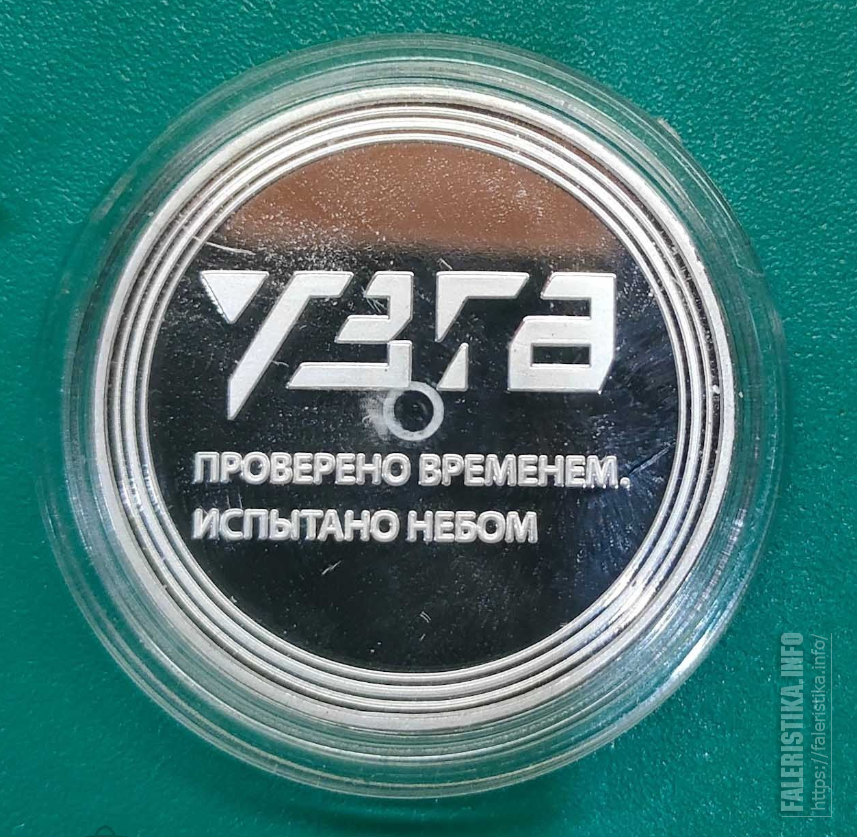 УЗГА
ПРОВЕРЕНО ВРЕМЕНЕМ.
ИСПЫТАНО НЕБОМ
FALERISTIKA.INFO
https://faleristika.info/